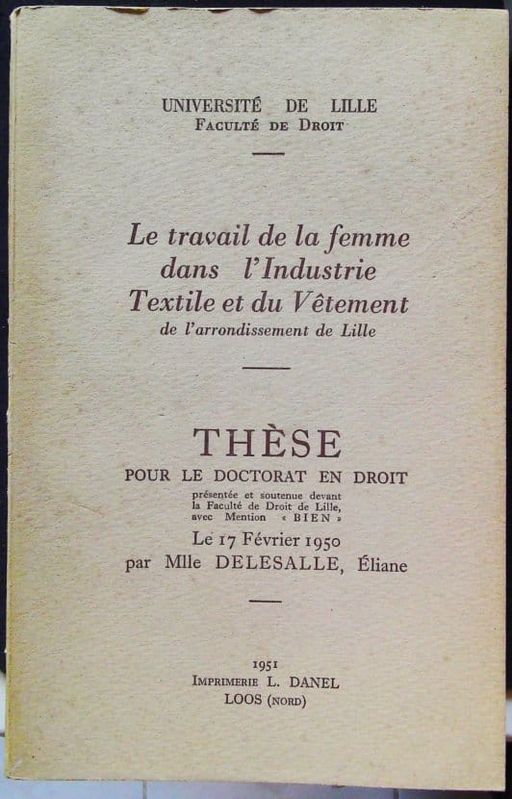 UNIVERSITÉ DE LILLE
FACULTÉ DE DROIT
Le travail de la femme
dans l'Industrie
Textile et du Vêtement
de l'arrondissement de Lille
THÈSE
POUR LE DOCTORAT EN DROIT
présentée et soutenue devant
la Faculté de Droit de Lille,
avec Mention « BIEN »
Le 17 Février 1950
par Mlle DELESALLE, Éliane
1951
IMPRIMERIE L. DANEL
LOOS (NORD)